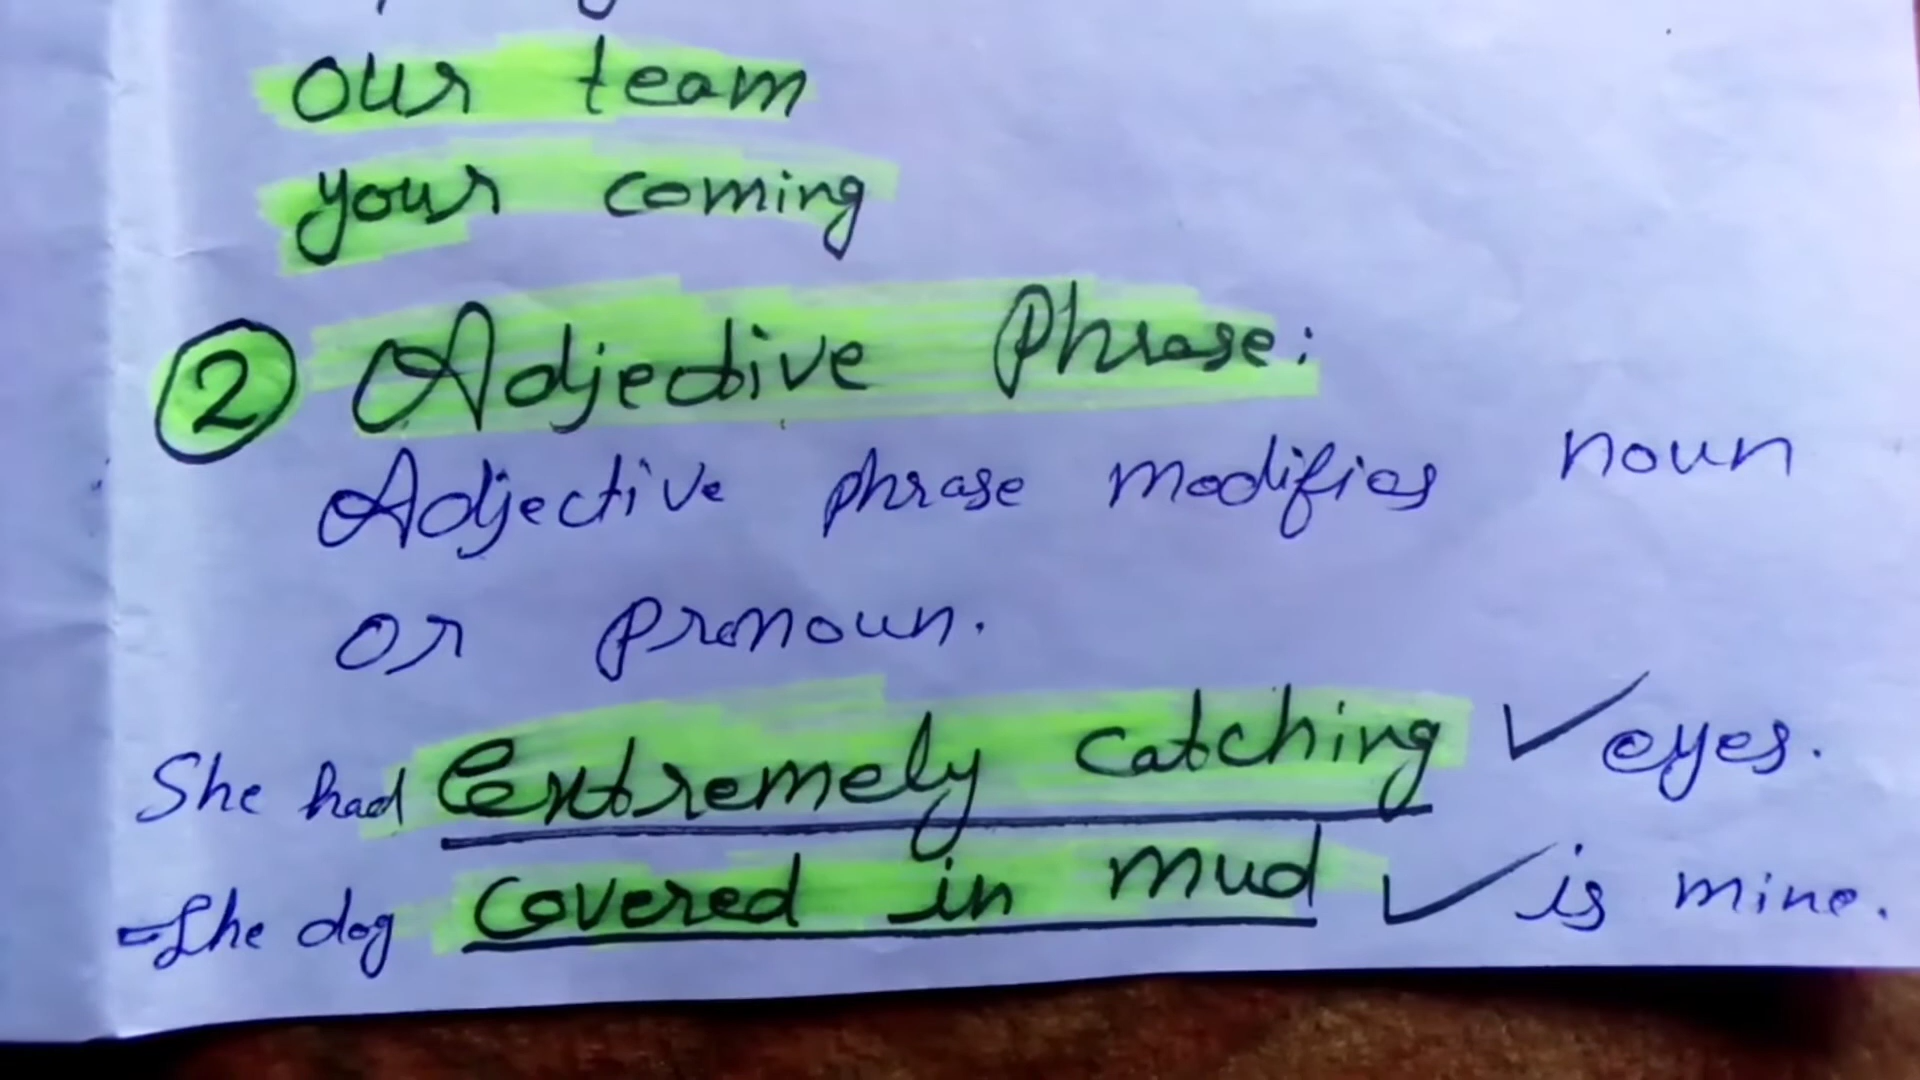 our team
your coming
2 Adjective Phrase:
Adjective phrase modifies noun
or pronoun.
She had extremely catching ✓ eyes.
The dog covered in mud ✓ is mine.